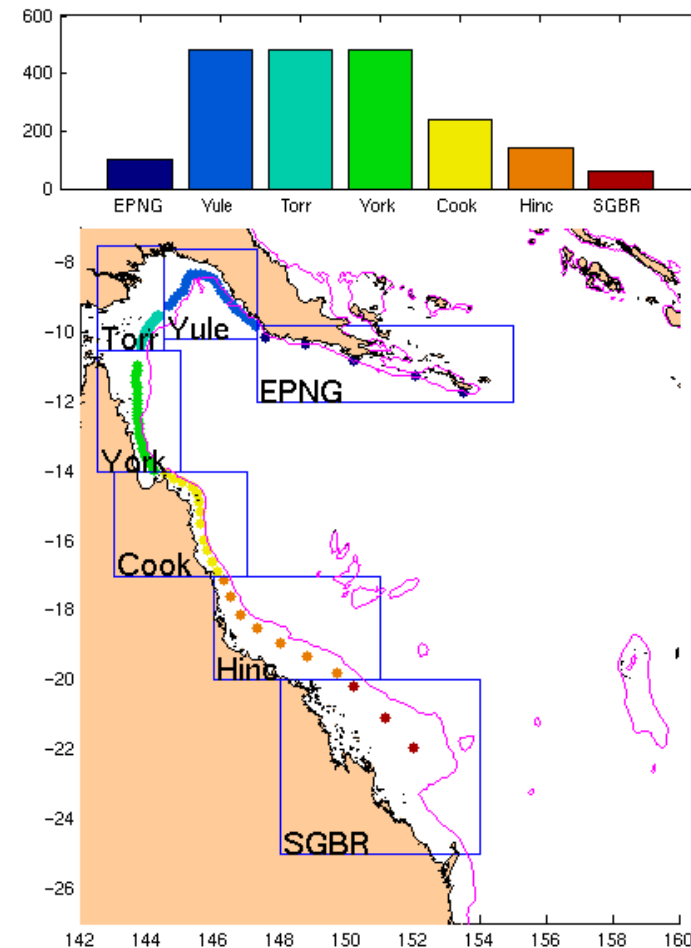 600
400
200
0
EPNG Yule Torr York Cook Hinc SGBR
-8
-10
-12
-14
-16
-18
-20
-22
-24
-26
Torr
Yule
EPNG
York
Cook
Hinc
SGBR
142 144 146 148 150 152 154 156 158 160